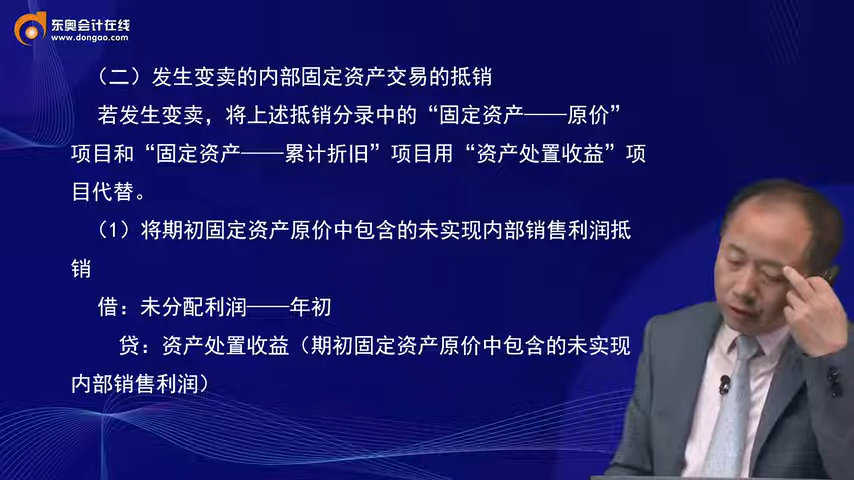 东奥会计在线
www.dongao.com
（二）发生变卖的内部固定资产交易的抵销
若发生变卖，将上述抵销分录中的“固定资产——原价”
项目和“固定资产——累计折旧”项目用“资产处置收益”项
目代替。
（1）将期初固定资产原价中包含的未实现内部销售利润抵
销
借：未分配利润——年初
贷：资产处置收益（期初固定资产原价中包含的未实现
内部销售利润）